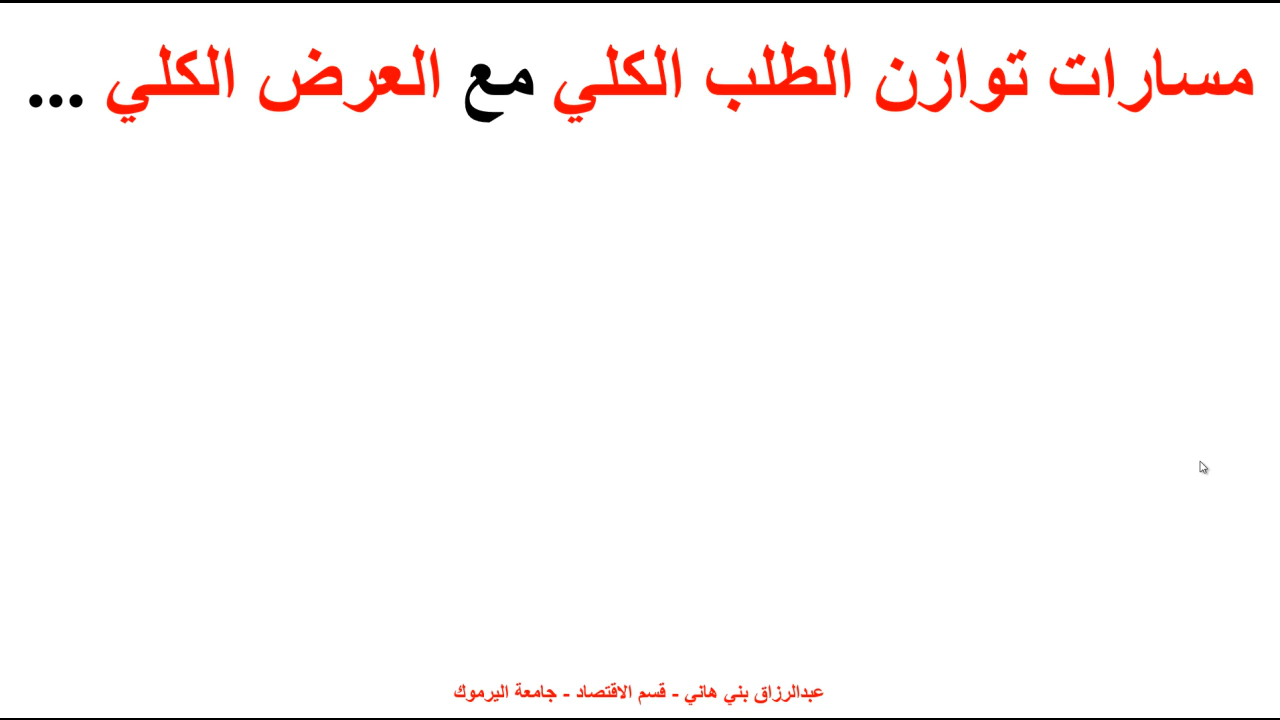 مسارات توازن الطلب الكلي مع العرض الكلي ...
عبدالرزاق بني هاني - قسم الاقتصاد - جامعة اليرموك